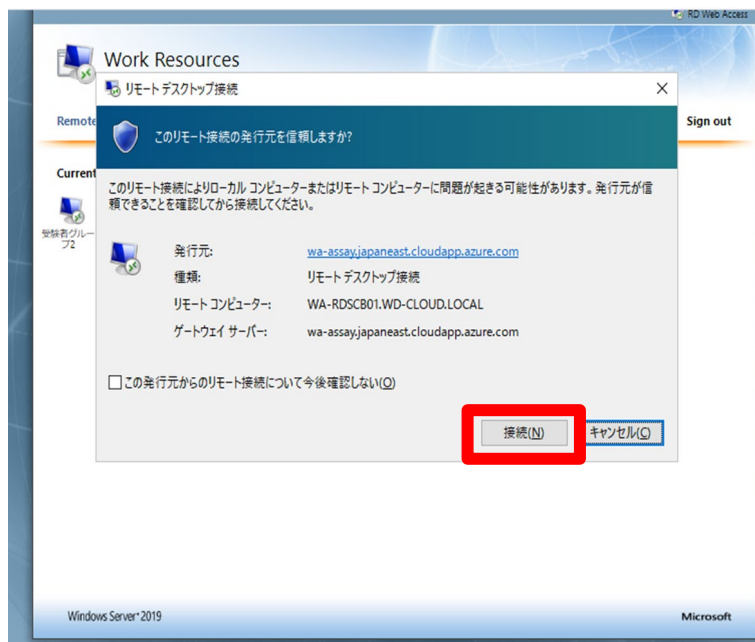 RD Web Access
Work Resources
リモート デスクトップ接続
Remote
Sign out
このリモート接続の発行元を信頼しますか?
Current
このリモート接続によりローカル コンピューターまたはリモート コンピューターに問題が起きる可能性があります。発行元が信
頼できることを確認してから接続してください。
受験者グルー
プ2
発行元: wa-assay.japaneast.cloudapp.azure.com
種類: リモート デスクトップ接続
リモート コンピューター: WA-RDSCB01.WD-CLOUD.LOCAL
ゲートウェイ サーバー: wa-assay.japaneast.cloudapp.azure.com
この発行元からのリモート接続について今後確認しない(O)
接続(N) キャンセル(C)
Windows Server 2019
Microsoft